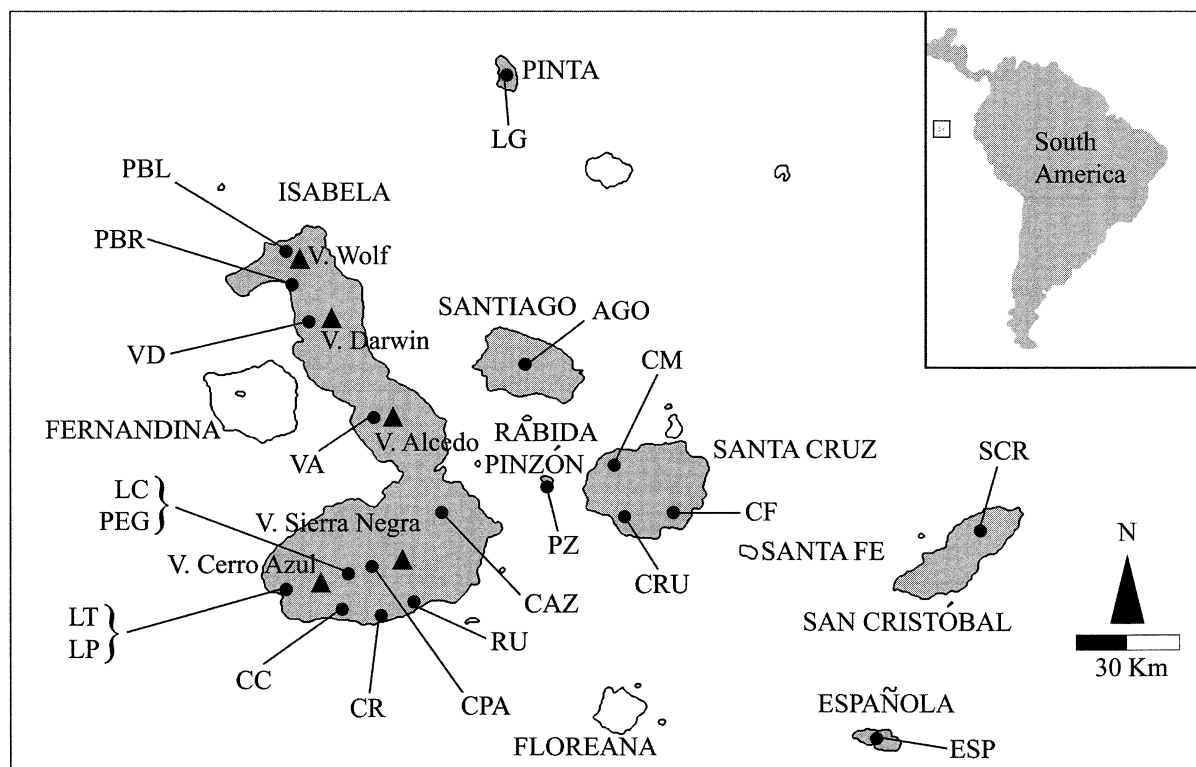 PINTA
LG
PBL
ISABELA
PBR
V. Wolf
South
America
SANTIAGO
AGO
VD
V. Darwin
CM
FERNANDINA
RÁBIDA
SANTA CRUZ
VA
V. Alcedo
PINZÓN
SCR
LC
PEG
V. Sierra Negra
PZ
CF
N
V. Cerro Azul
SANTA FE
CRU
CAZ
LT
LP
SAN CRISTÓBAL
RU
30 Km
CC
CR
CPA
ESPAÑOLA
FLOREANA
ESP